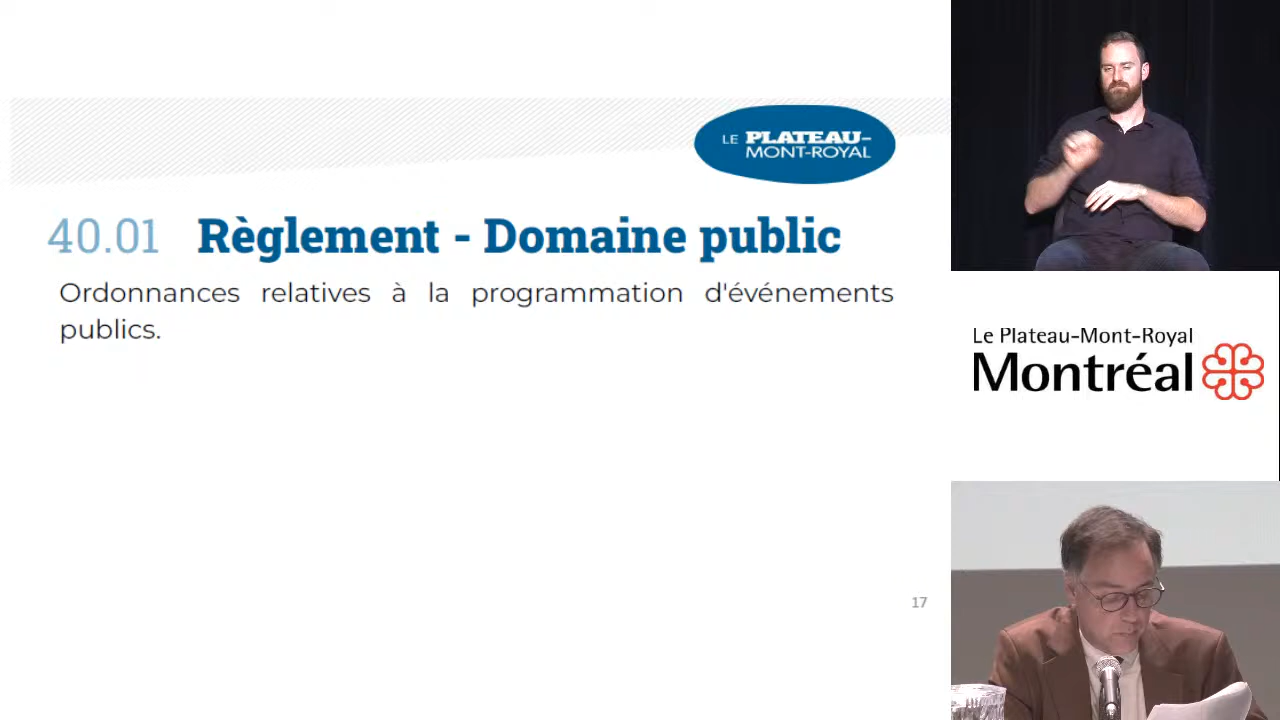 LE PLATEAU-
MONT-ROYAL
40.01 Règlement - Domaine public
Ordonnances relatives à la programmation d'événements
publics.
17
Le Plateau-Mont-Royal
Montréal